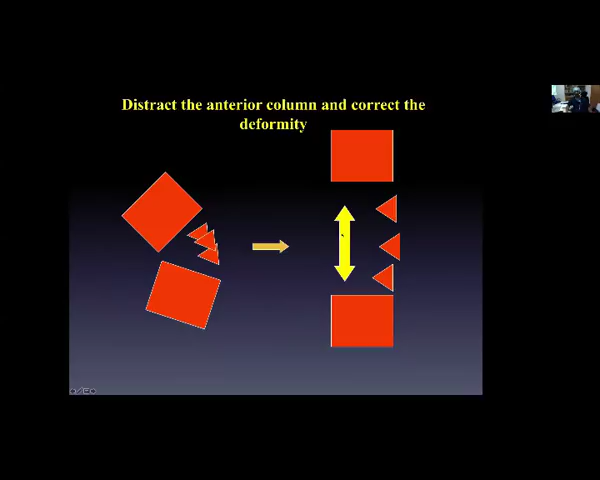 Distract the anterior column and correct the
deformity